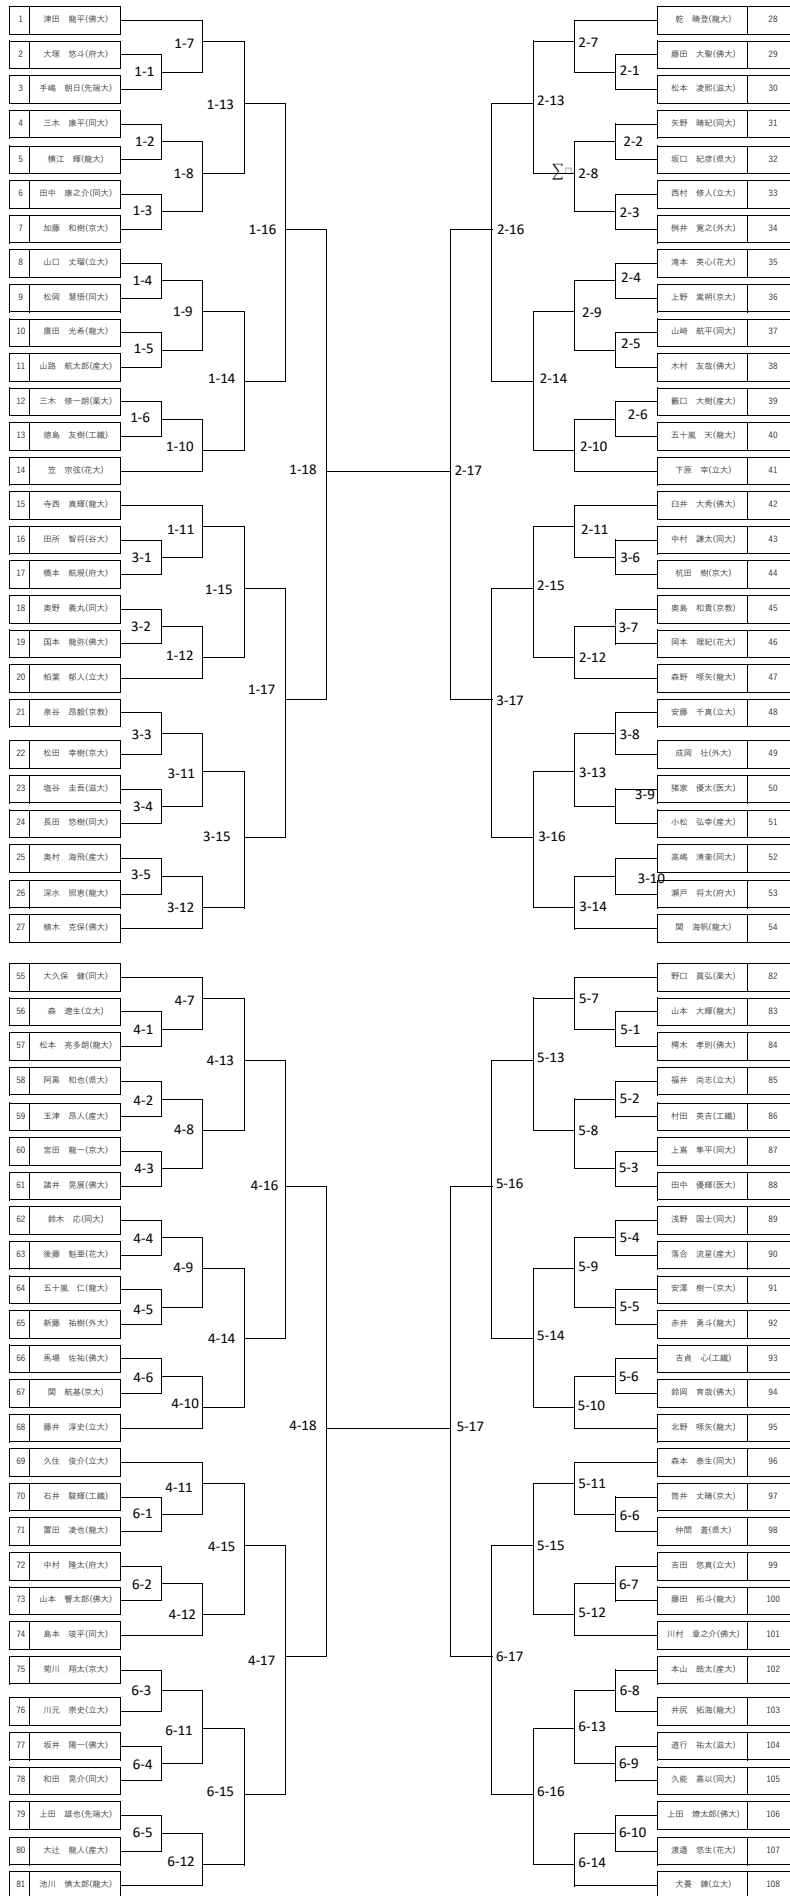 1 津田 龍平(佛大)
2 大塚 悠斗(府大)
3 手嶋 朝日(先端大)
4 三木 康平(同大)
5 横江 輝(龍大)
6 田中 康之介(同大)
7 加藤 和樹(京大)
8 山口 丈瑠(立大)
9 松岡 慧悟(同大)
10 廣田 光希(龍大)
11 山路 航太郎(産大)
12 三木 修一朗(薬大)
13 徳島 友樹(工繊)
14 笠 宗弦(花大)
15 寺西 真輝(龍大)
16 田所 智将(谷大)
17 橋本 航規(府大)
18 奥野 義丸(同大)
19 国本 龍弥(佛大)
20 柏葉 郁人(立大)
21 泉谷 昂毅(京教)
22 松田 幸樹(京大)
23 塩谷 圭吾(滋大)
24 長田 悠樹(同大)
25 奥村 海飛(産大)
26 深水 照恵(龍大)
27 植木 克保(佛大)
1-7
1-1
1-13
1-2
1-8
1-3
1-16
1-4
1-9
1-5
1-14
1-6
1-10
1-18
1-11
3-1
1-15
3-2
1-12
1-17
3-3
3-11
3-4
3-15
3-5
3-12
乾 晴登(龍大) 28
藤田 大聖(佛大) 29
松本 凌熙(滋大) 30
矢野 晴紀(同大) 31
坂口 紀彦(県大) 32
西村 修人(立大) 33
桝井 寛之(外大) 34
滝本 英心(花大) 35
上野 嵩朔(京大) 36
山﨑 航平(同大) 37
木村 友哉(佛大) 38
籔口 大樹(産大) 39
五十嵐 天(龍大) 40
下原 宰(立大) 41
臼井 大秀(佛大) 42
中村 謙太(同大) 43
杭田 樹(京大) 44
奥島 和貴(京教) 45
岡本 理紀(花大) 46
森野 啄矢(龍大) 47
安藤 千真(立大) 48
成岡 壮(外大) 49
猪家 優太(医大) 50
小松 弘幸(産大) 51
高嶋 清奎(同大) 52
瀬戸 将太(府大) 53
関 海帆(龍大) 54
2-7
2-1
2-13
2-2
∑
2-8
2-3
2-16
2-4
2-9
2-5
2-14
2-6
2-10
2-17
2-11
3-6
2-15
3-7
2-12
3-17
3-8
3-13
3-9
3-16
3-10
3-14
55 大久保 健(同大)
56 森 遼生(立大)
57 松本 亮多朗(龍大)
58 阿黒 和也(県大)
59 玉津 昂人(産大)
60 宮田 龍一(京大)
61 諸井 晃展(佛大)
62 鈴木 応(同大)
63 後藤 魁亜(花大)
64 五十嵐 仁(龍大)
65 新藤 祐樹(外大)
66 馬場 佐祐(佛大)
67 関 航基(京大)
68 藤井 淳史(立大)
69 久住 俊介(立大)
70 石井 駿輝(工繊)
71 置田 凌也(龍大)
72 中村 隆太(府大)
73 山本 響太郎(佛大)
74 島本 竣平(同大)
75 菊川 翔太(京大)
76 川元 崇史(立大)
77 坂井 陽一(佛大)
78 和田 晃介(同大)
79 上田 雄也(先端大)
80 大辻 龍人(産大)
81 池川 慎太郎(龍大)
4-7
4-1
4-13
4-2
4-8
4-3
4-16
4-4
4-9
4-5
4-14
4-6
4-10
4-18
4-11
6-1
4-15
6-2
4-12
4-17
6-3
6-11
6-4
6-15
6-5
6-12
野口 眞弘(薬大) 82
山本 大輝(龍大) 83
樗木 孝則(佛大) 84
福井 尚志(立大) 85
村田 英吉(工繊) 86
上嶌 隼平(同大) 87
田中 優輝(医大) 88
浅野 国士(同大) 89
落合 流星(産大) 90
安澤 樹一(京大) 91
赤井 勇斗(龍大) 92
吉貞 心(工繊) 93
鈴岡 育哉(佛大) 94
北野 啄矢(龍大) 95
森本 泰生(同大) 96
筒井 丈晴(京大) 97
仲間 蒼(県大) 98
吉田 悠真(立大) 99
藤田 拓斗(龍大) 100
川村 章之介(佛大) 101
本山 皓太(産大) 102
井尻 拓海(龍大) 103
道行 祐太(滋大) 104
久能 嘉以(同大) 105
上田 燎太郎(佛大) 106
渡邉 悠生(花大) 107
犬養 錬(立大) 108
5-7
5-1
5-13
5-2
5-8
5-3
5-16
5-4
5-9
5-5
5-14
5-6
5-10
5-17
5-11
6-6
5-15
6-7
5-12
6-17
6-8
6-13
6-9
6-16
6-10
6-14